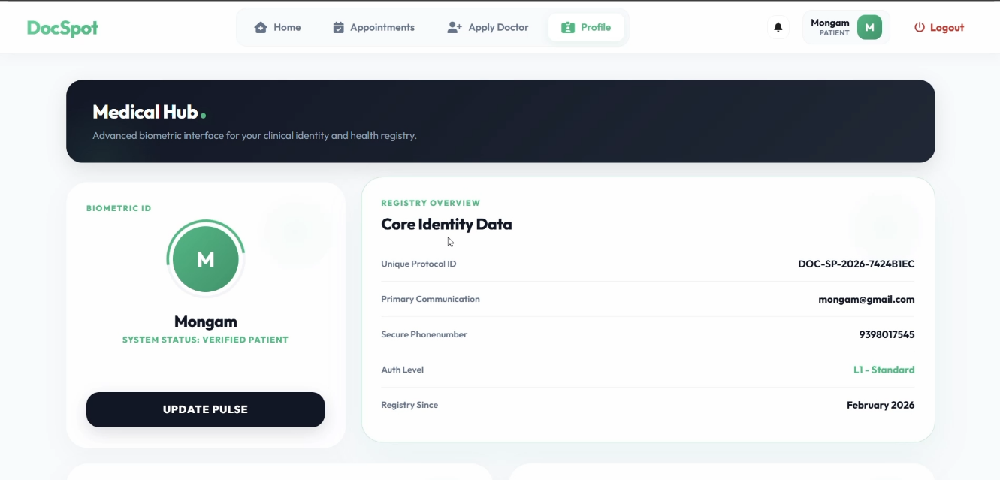 DocSpot
Home
Appointments
Apply Doctor
Profile
Mongam
PATIENT
M
Logout
Medical Hub.
Advanced biometric interface for your clinical identity and health registry.
BIOMETRIC ID
M
Mongam
SYSTEM STATUS: VERIFIED PATIENT
UPDATE PULSE
REGISTRY OVERVIEW
Core Identity Data
Unique Protocol ID DOC-SP-2026-7424B1EC
Primary Communication mongam@gmail.com
Secure Phonenumber 9398017545
Auth Level L1 - Standard
Registry Since February 2026